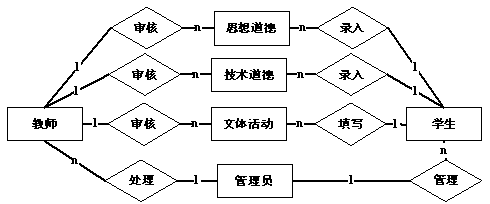 审核 n 思想道德 n 录入
1 1
审核 n 技术道德 n 录入
1 1
教师 1 审核 n 文体活动 n 填写 1 学生
n n
处理 1 管理员 1 管理